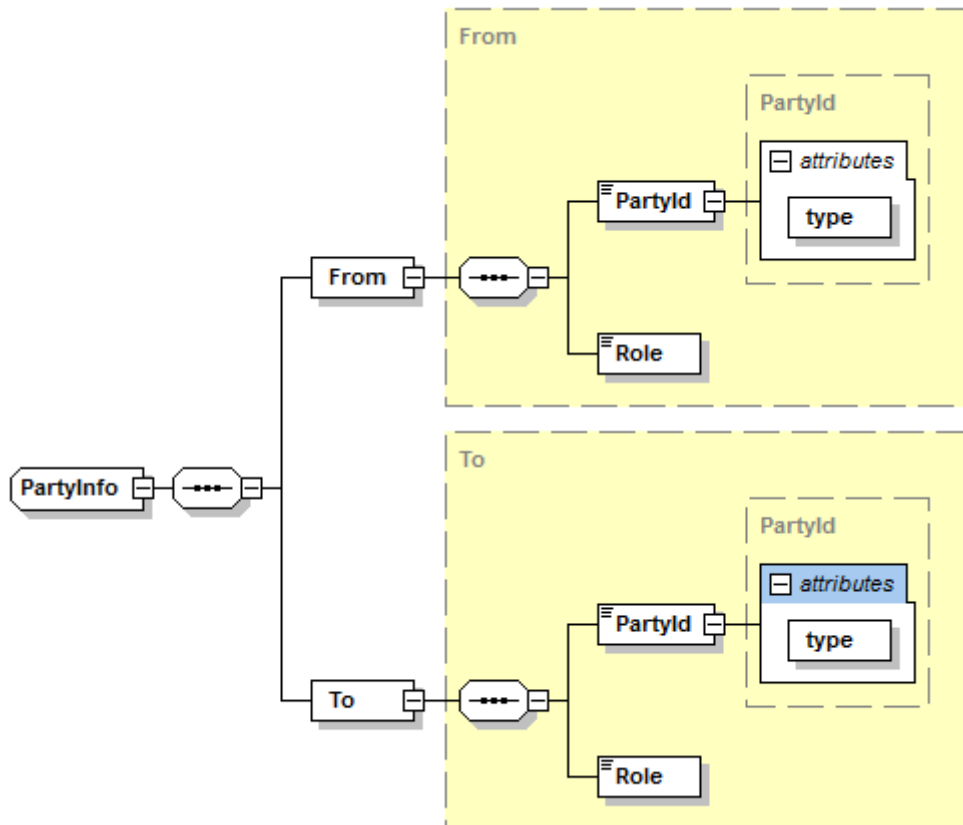 From
PartyId
attributes
PartyId
type
From
Role
To
PartyInfo
PartyId
attributes
PartyId
type
To
Role